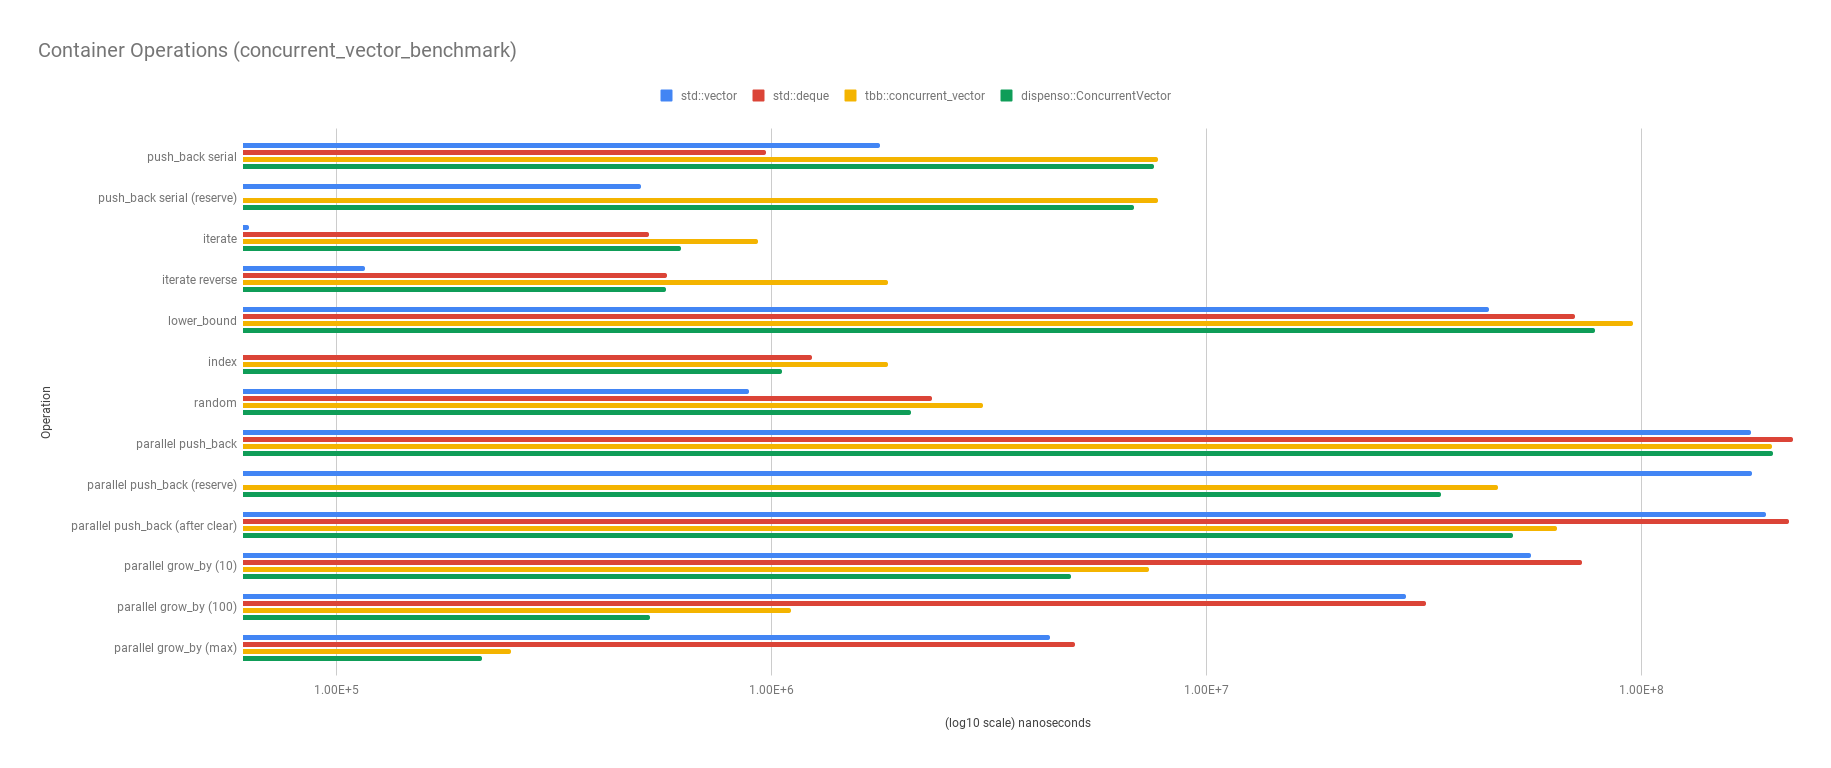 Container Operations (concurrent_vector_benchmark)
std::vector std::deque tbb::concurrent_vector dispenso::ConcurrentVector
push_back serial
push_back serial (reserve)
iterate
iterate reverse
lower_bound
index
random
parallel push_back
parallel push_back (reserve)
parallel push_back (after clear)
parallel grow_by (10)
parallel grow_by (100)
parallel grow_by (max)
Operation
1.00E+5 1.00E+6 1.00E+7 1.00E+8
(log10 scale) nanoseconds